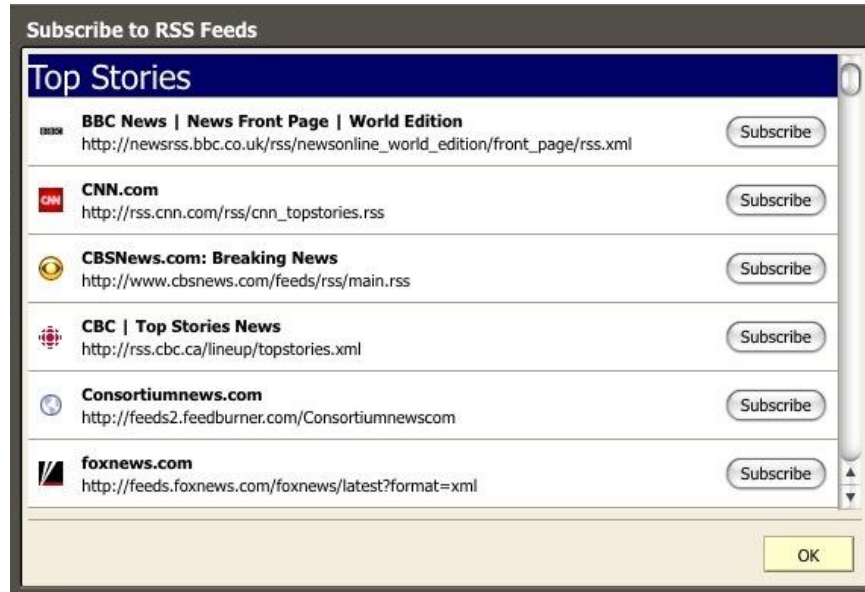 Subscribe to RSS Feeds
Top Stories
BBC News | News Front Page | World Edition
http://newsrss.bbc.co.uk/rss/newsonline_world_edition/front_page/rss.xml
Subscribe
CNN.com
http://rss.cnn.com/rss/cnn_topstories.rss
Subscribe
CNN
CBSNews.com: Breaking News
http://www.cbsnews.com/feeds/rss/main.rss
Subscribe
CBC | Top Stories News
http://rss.cbc.ca/lineup/topstories.xml
Subscribe
Consortiumnews.com
http://feeds2.feedburner.com/Consortiumnewscom
Subscribe
foxnews.com
http://feeds.foxnews.com/foxnews/latest?format=xml
Subscribe
OK